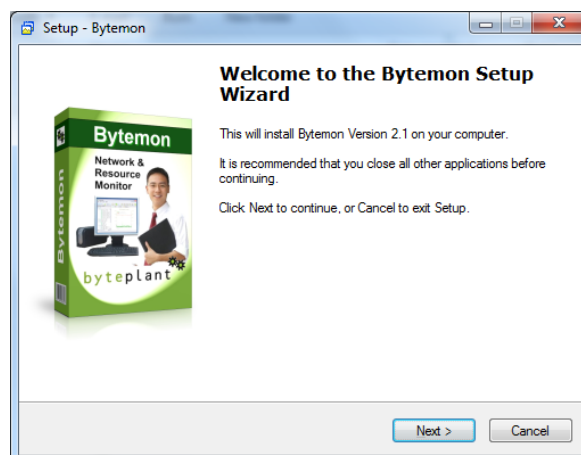 Setup - Bytemon
Welcome to the Bytemon Setup
Wizard
This will install Bytemon Version 2.1 on your computer.
It is recommended that you close all other applications before
continuing.
Click Next to continue, or Cancel to exit Setup.
Bytemon
Bytemon
Network &
Resource
Monitor
byteplant
Next >
Cancel